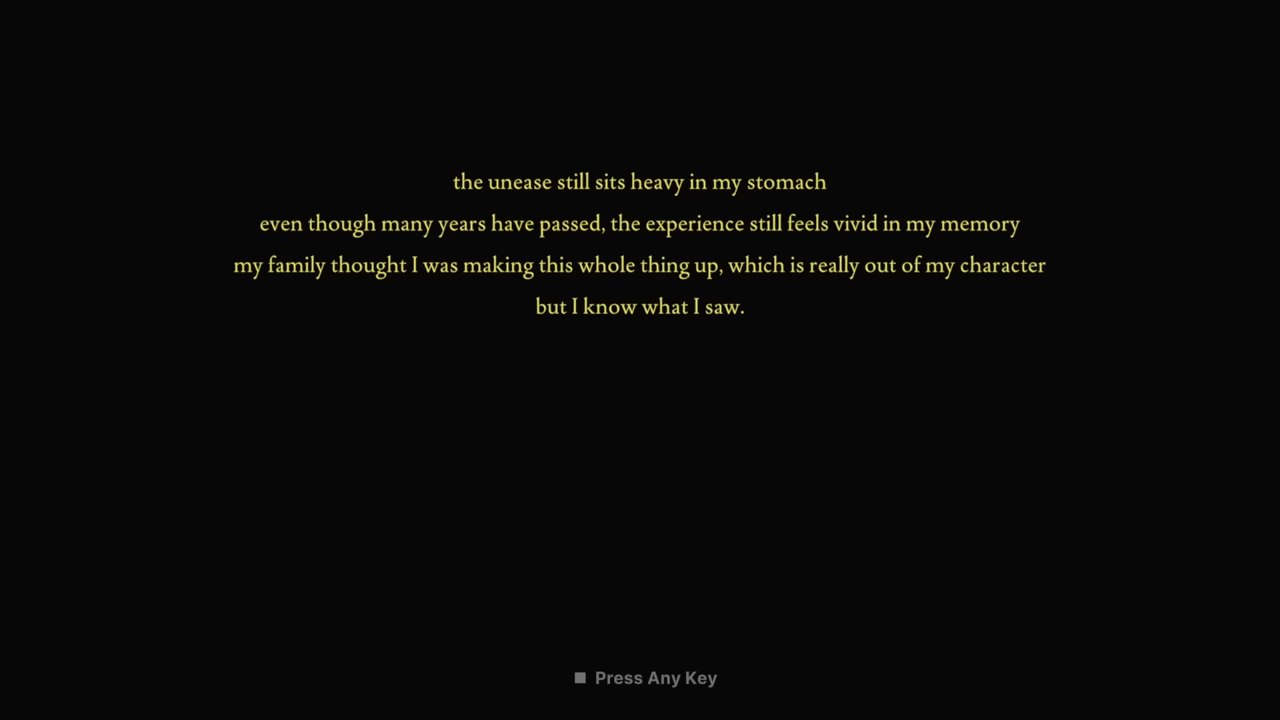 the unease still sits heavy in my stomach
even though many years have passed, the experience still feels vivid in my memory
my family thought I was making this whole thing up, which is really out of my character
but I know what I saw.
Press Any Key